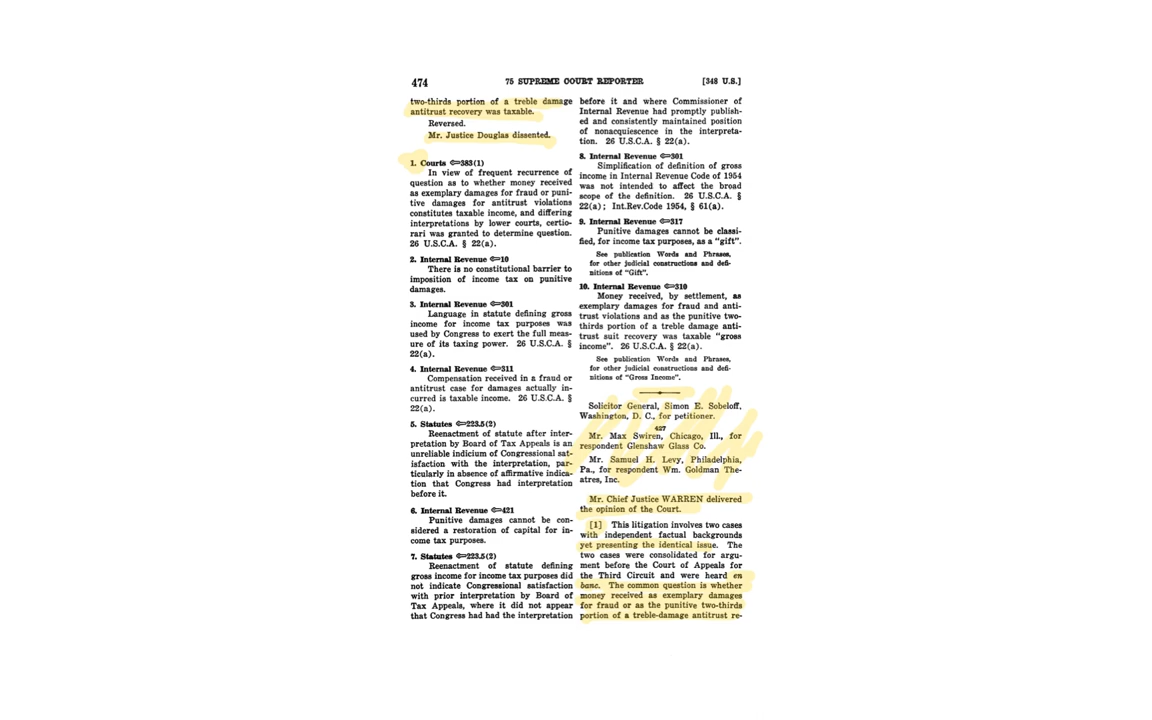 474
75 SUPREME COURT REPORTER
[348 U.S.]
two-thirds portion of a treble damage
antitrust recovery was taxable.
Reversed.
Mr. Justice Douglas dissented.
1. Courts ⚷383(1)
In view of frequent recurrence of
question as to whether money received
as exemplary damages for fraud or puni-
tive damages for antitrust violations
constitutes taxable income, and differing
interpretations by lower courts, certio-
rari was granted to determine question.
26 U.S.C.A. § 22(a).
2. Internal Revenue ⚷10
There is no constitutional barrier to
imposition of income tax on punitive
damages.
3. Internal Revenue ⚷301
Language in statute defining gross
income for income tax purposes was
used by Congress to exert the full meas-
ure of its taxing power. 26 U.S.C.A. §
22(a).
4. Internal Revenue ⚷311
Compensation received in a fraud or
antitrust case for damages actually in-
curred is taxable income. 26 U.S.C.A. §
22(a).
5. Statutes ⚷223.5(2)
Reenactment of statute after inter-
pretation by Board of Tax Appeals is an
unreliable indicium of Congressional sat-
isfaction with the interpretation, par-
ticularly in absence of affirmative indica-
tion that Congress had interpretation
before it.
6. Internal Revenue ⚷421
Punitive damages cannot be con-
sidered a restoration of capital for in-
come tax purposes.
7. Statutes ⚷223.5(2)
Reenactment of statute defining
gross income for income tax purposes did
not indicate Congressional satisfaction
with prior interpretation by Board of
Tax Appeals, where it did not appear
that Congress had had the interpretation
before it and where Commissioner of
Internal Revenue had promptly publish-
ed and consistently maintained position
of nonacquiescence in the interpreta-
tion. 26 U.S.C.A. § 22(a).
8. Internal Revenue ⚷301
Simplification of definition of gross
income in Internal Revenue Code of 1954
was not intended to affect the broad
scope of the definition. 26 U.S.C.A. §
22(a); Int.Rev.Code 1954, § 61(a).
9. Internal Revenue ⚷317
Punitive damages cannot be classi-
fied, for income tax purposes, as a "gift".
See publication Words and Phrases,
for other judicial constructions and defi-
nitions of "Gift".
10. Internal Revenue ⚷310
Money received, by settlement, as
exemplary damages for fraud and anti-
trust violations and as the punitive two-
thirds portion of a treble damage anti-
trust suit recovery was taxable "gross
income". 26 U.S.C.A. § 22(a).
See publication Words and Phrases,
for other judicial constructions and defi-
nitions of "Gross Income".
Solicitor General, Simon E. Sobeloff,
Washington, D. C., for petitioner.
427
Mr. Max Swiren, Chicago, Ill., for
respondent Glenshaw Glass Co.
Mr. Samuel H. Levy, Philadelphia,
Pa., for respondent Wm. Goldman The-
atres, Inc.
Mr. Chief Justice WARREN delivered
the opinion of the Court.
[1] This litigation involves two cases
with independent factual backgrounds
yet presenting the identical issue. The
two cases were consolidated for argu-
ment before the Court of Appeals for
the Third Circuit and were heard en
banc. The common question is whether
money received as exemplary damages
for fraud or as the punitive two-thirds
portion of a treble-damage antitrust re-